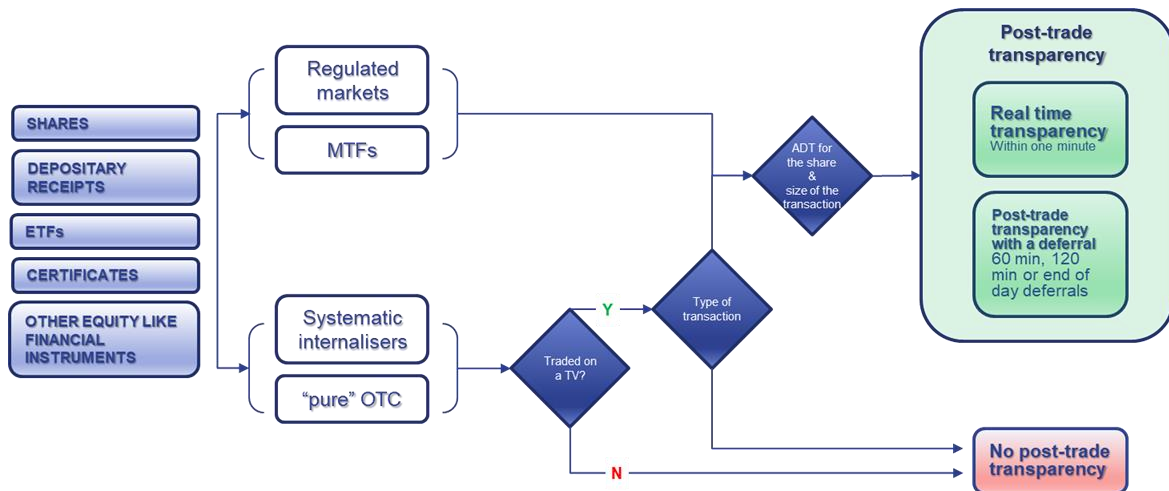 SHARES
DEPOSITARY
RECEIPTS
ETFs
CERTIFICATES
OTHER EQUITY LIKE
FINANCIAL
INSTRUMENTS
Regulated
markets
MTFs
Systematic
internalisers
“pure” OTC
Traded on
a TV?
Y
N
Type of
transaction
ADT for
the share
&
size of the
transaction
Post-trade
transparency
Real time
transparency
Within one minute
Post-trade
transparency
with a deferral
60 min, 120
min or end of
day deferrals
No post-trade
transparency